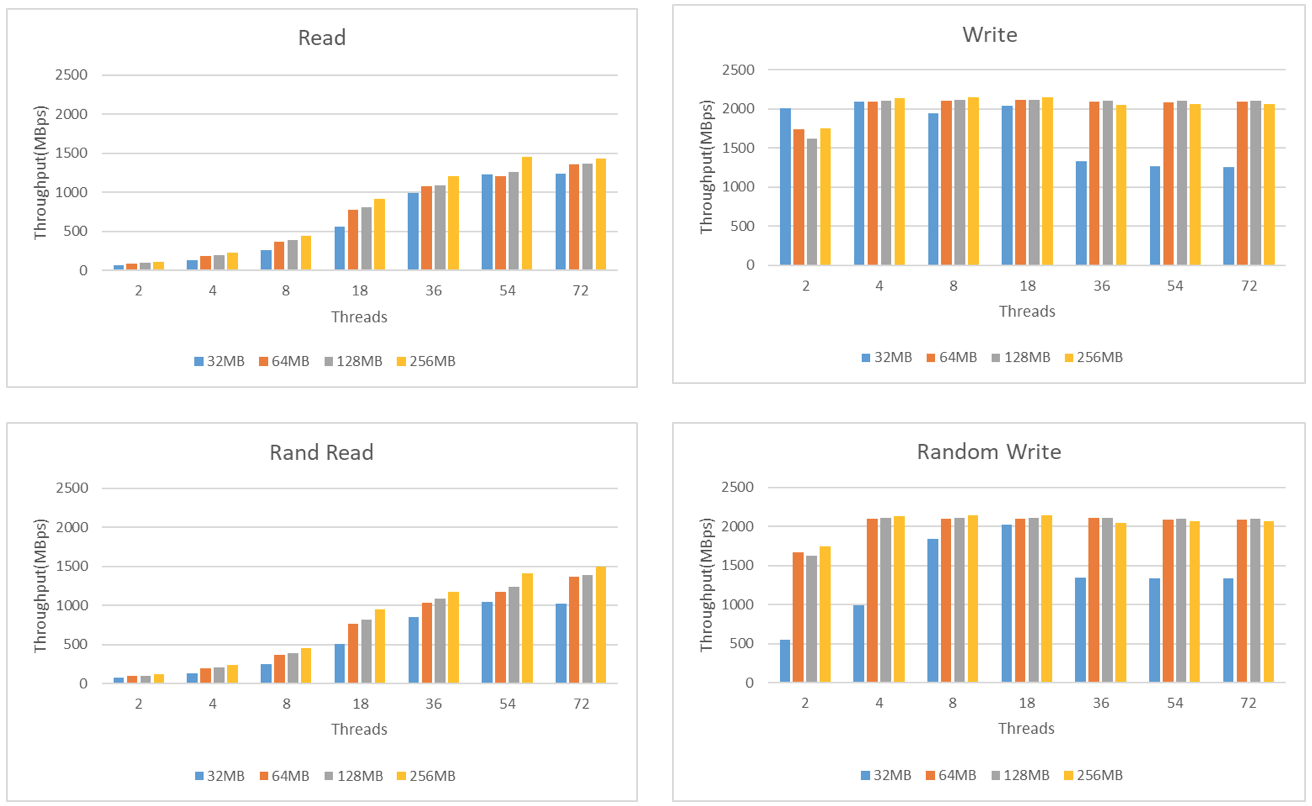 Read
Throughput(MBps)
2500
2000
1500
1000
500
0
2 4 8 18 36 54 72
Threads
32MB 64MB 128MB 256MB
Write
Throughput(MBps)
2500
2000
1500
1000
500
0
2 4 8 18 36 54 72
Threads
32MB 64MB 128MB 256MB
Rand Read
Throughput(MBps)
2500
2000
1500
1000
500
0
2 4 8 18 36 54 72
Threads
32MB 64MB 128MB 256MB
Random Write
Throughput(MBps)
2500
2000
1500
1000
500
0
2 4 8 18 36 54 72
Threads
32MB 64MB 128MB 256MB